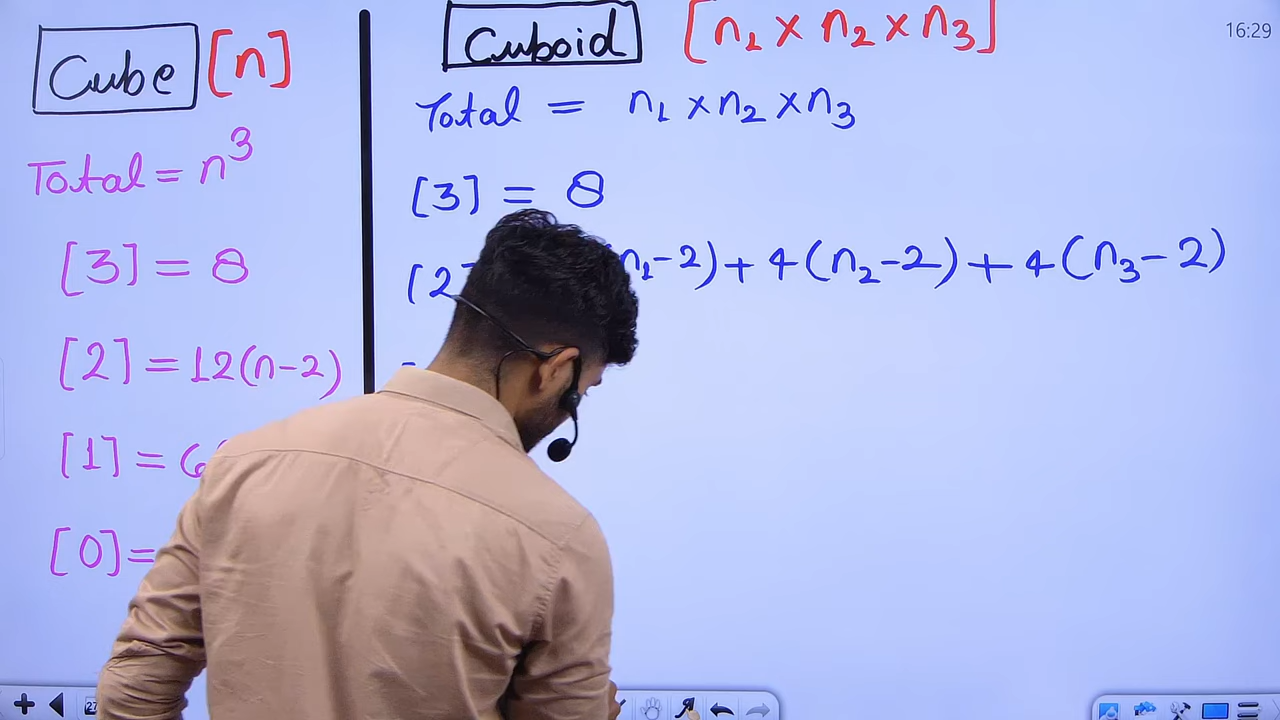 Cube [n]
Total = n³
[3] = 8
[2] = 12(n-2)
[1] = 6
[0] =
Cuboid [n₁ × n₂ × n₃]
Total = n₁ × n₂ × n₃
[3] = 8
[2 n₁-2) + 4(n₂-2) + 4(n₃-2)
16:29
27